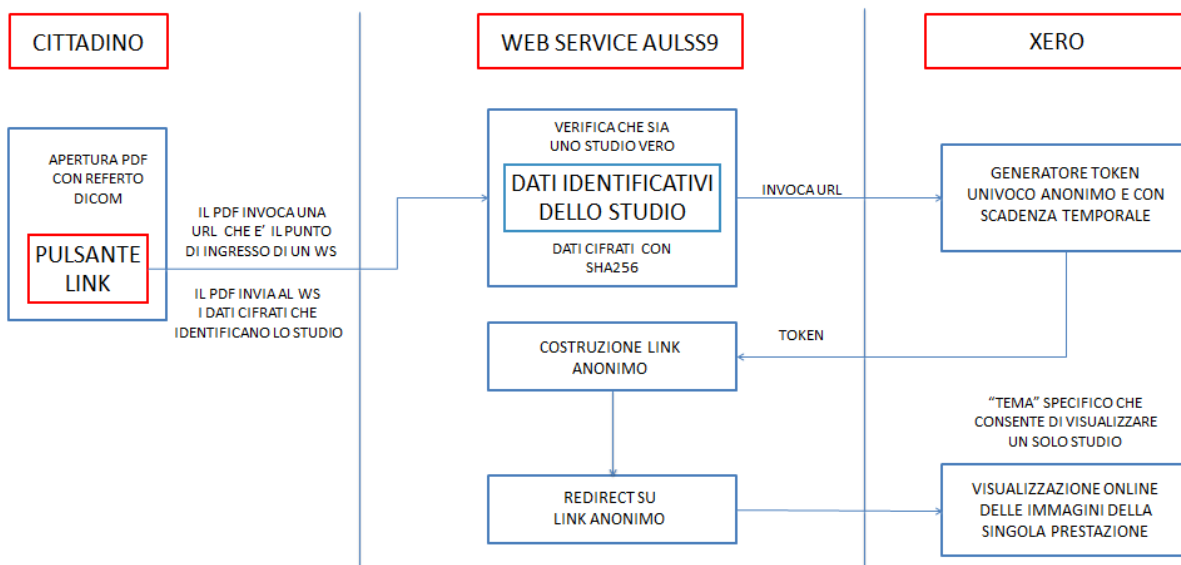 CITTADINO
WEB SERVICE AULSS9
XERO
APERTURA PDF
CON REFERTO
DICOM
PULSANTE
LINK
IL PDF INVOCA UNA
URL CHE E’ IL PUNTO
DI INGRESSO DI UN WS
IL PDF INVIA AL WS
I DATI CIFRATI CHE
IDENTIFICANO LO STUDIO
VERIFICA CHE SIA
UNO STUDIO VERO
DATI IDENTIFICATIVI
DELLO STUDIO
DATI CIFRATI CON
SHA256
INVOCA URL
GENERATORE TOKEN
UNIVOCO ANONIMO E CON
SCADENZA TEMPORALE
TOKEN
COSTRUZIONE LINK
ANONIMO
REDIRECT SU
LINK ANONIMO
“TEMA” SPECIFICO CHE
CONSENTE DI VISUALIZZARE
UN SOLO STUDIO
VISUALIZZAZIONE ONLINE
DELLE IMMAGINI DELLA
SINGOLA PRESTAZIONE